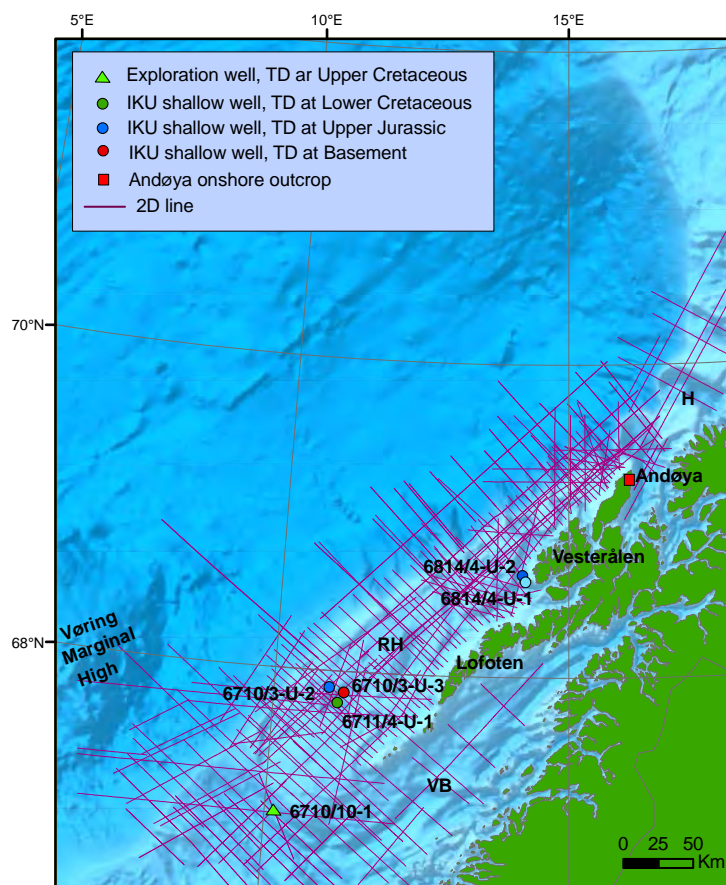 5°E 10°E 15°E
Exploration well, TD ar Upper Cretaceous
IKU shallow well, TD at Lower Cretaceous
IKU shallow well, TD at Upper Jurassic
IKU shallow well, TD at Basement
Andøya onshore outcrop
2D line
70°N
H
Andøya
Vesterålen
6814/4-U-2
6814/4-U-1
68°N
Vøring
Marginal
High
RH
Lofoten
6710/3-U-2
6710/3-U-3
6711/4-U-1
VB
6710/10-1
0 25 50
Km